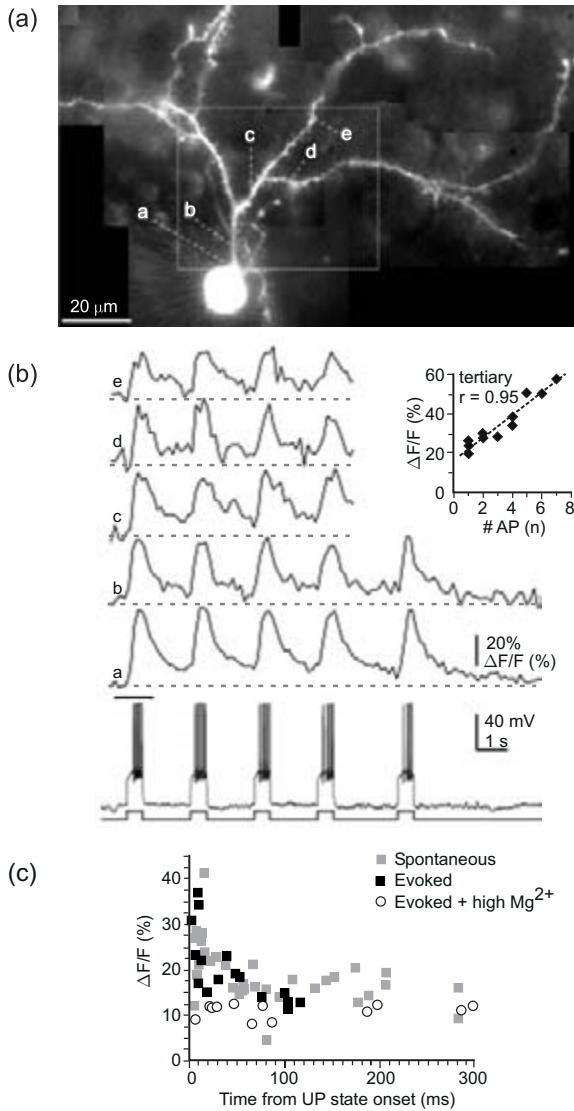 (a)
a
b
c
d
e
20 μm
(b)
e
d
c
b
a
20%
ΔF/F (%)
40 mV
1 s
tertiary
r = 0.95
ΔF/F (%)
60
40
20
0
0 2 4 6 8
# AP (n)
(c)
Spontaneous
Evoked
Evoked + high Mg²⁺
ΔF/F (%)
40
30
20
10
0
0 100 200 300
Time from UP state onset (ms)